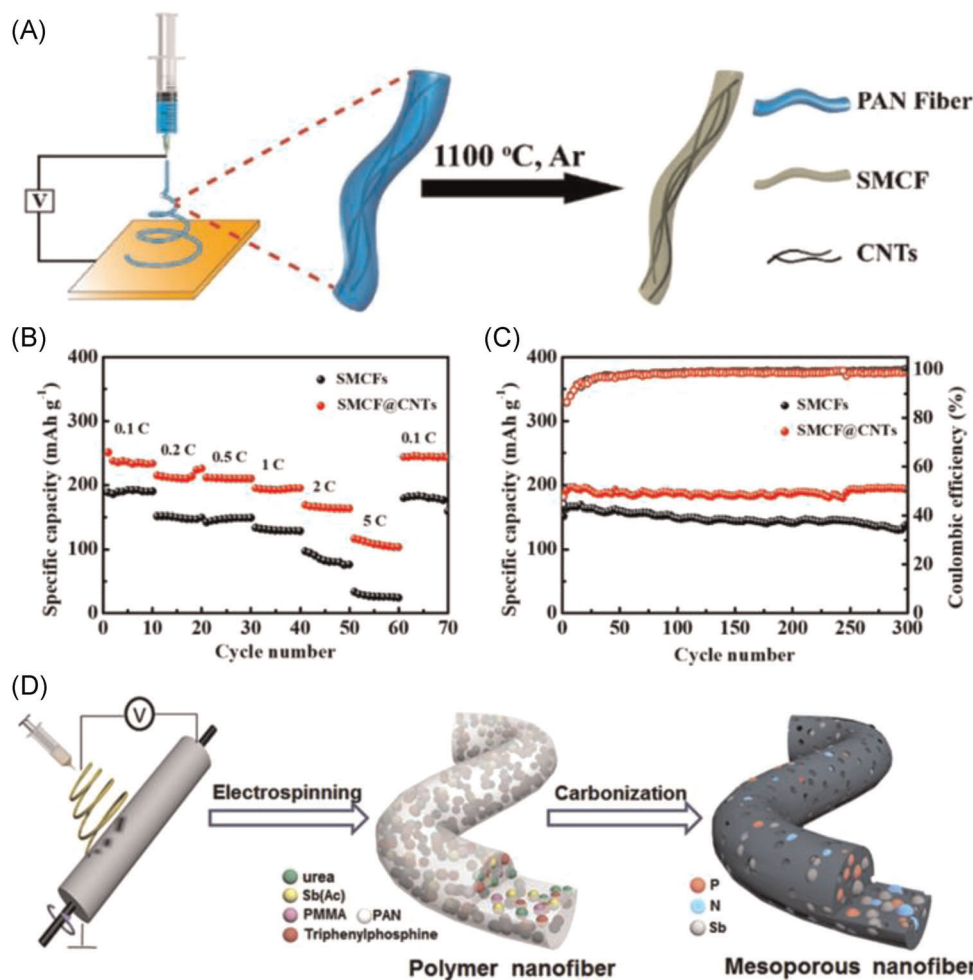 (A)
V
1100 °C, Ar
PAN Fiber
SMCF
CNTs
(B)
400
300
200
100
0
Specific capacity (mAh g⁻¹)
SMCFs
SMCF@CNTs
0.1 C
0.2 C
0.5 C
1 C
2 C
5 C
0.1 C
0 10 20 30 40 50 60 70
Cycle number
(C)
400
300
200
100
0
Specific capacity (mAh g⁻¹)
SMCFs
SMCF@CNTs
100
80
60
40
20
0
Coulombic efficiency (%)
0 50 100 150 200 250 300
Cycle number
(D)
V
Electrospinning
urea
Sb(Ac)
PMMA PAN
Triphenylphosphine
Polymer nanofiber
Carbonization
P
N
Sb
Mesoporous nanofiber